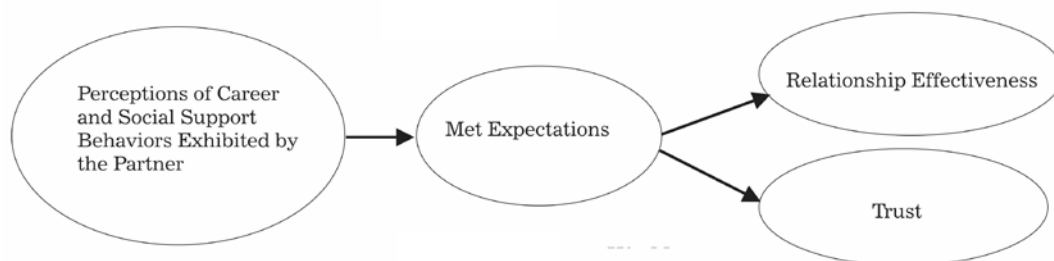 Perceptions of Career
and Social Support
Behaviors Exhibited by
the Partner
Met Expectations
Relationship Effectiveness
Trust